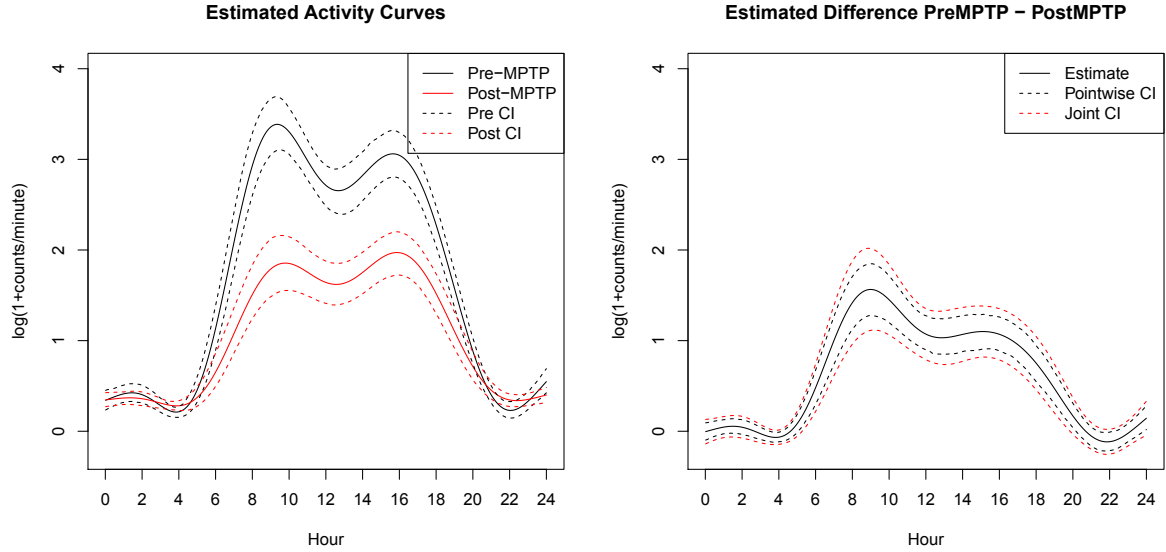 Estimated Activity Curves
log(1+counts/minute)
4
3
2
1
0
Pre−MPTP
Post−MPTP
Pre CI
Post CI
0 2 4 6 8 10 12 14 16 18 20 22 24
Hour
Estimated Difference PreMPTP − PostMPTP
log(1+counts/minute)
4
3
2
1
0
Estimate
Pointwise CI
Joint CI
0 2 4 6 8 10 12 14 16 18 20 22 24
Hour